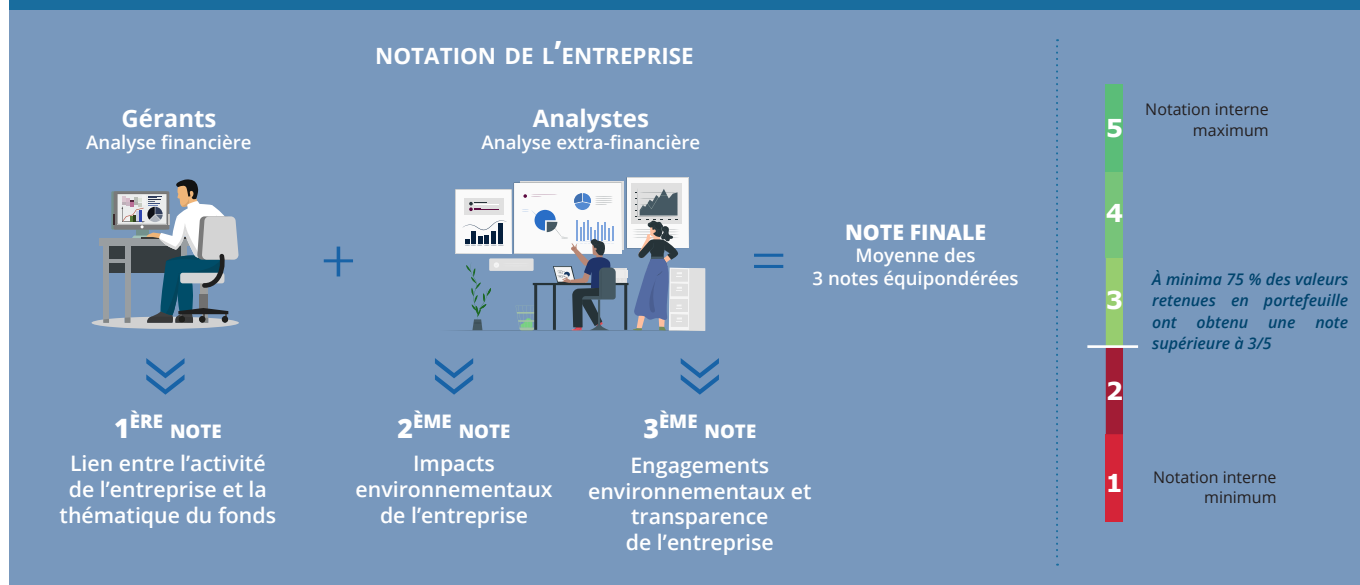 NOTATION DE L'ENTREPRISE
Gérants
Analyse financière
Analystes
Analyse extra-financière
+
=
NOTE FINALE
Moyenne des
3 notes équipondérées
1ÈRE NOTE
Lien entre l'activité
de l'entreprise et la
thématique du fonds
2ÈME NOTE
Impacts
environnementaux
de l'entreprise
3ÈME NOTE
Engagements
environnementaux et
transparence
de l'entreprise
5
Notation interne
maximum
4
3
À minima 75 % des valeurs
retenues en portefeuille
ont obtenu une note
supérieure à 3/5
2
1
Notation interne
minimum